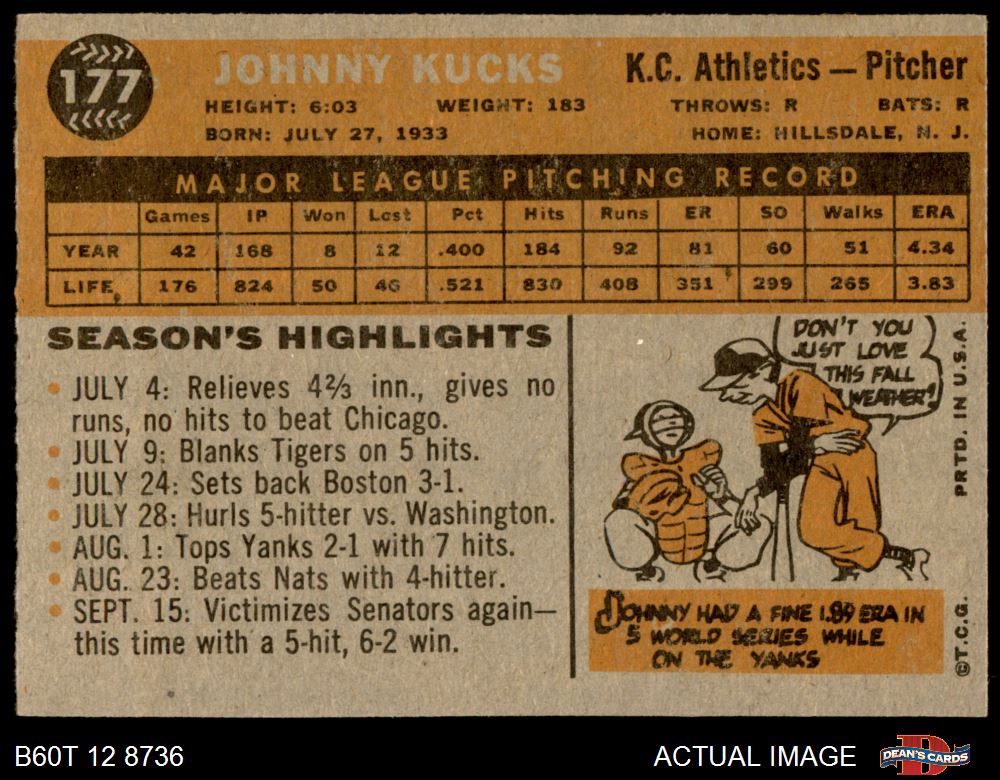 177
JOHNNY KUCKS
K.C. Athletics — Pitcher
HEIGHT: 6:03 WEIGHT: 183 THROWS: R BATS: R
BORN: JULY 27, 1933 HOME: HILLSDALE, N. J.
MAJOR LEAGUE PITCHING RECORD
Games IP Won Lost Pct Hits Runs ER SO Walks ERA
YEAR 42 168 8 12 .400 184 92 81 60 51 4.34
LIFE 176 824 50 46 .521 830 408 351 299 265 3.83
SEASON'S HIGHLIGHTS
• JULY 4: Relieves 4⅔ inn., gives no
runs, no hits to beat Chicago.
• JULY 9: Blanks Tigers on 5 hits.
• JULY 24: Sets back Boston 3-1.
• JULY 28: Hurls 5-hitter vs. Washington.
• AUG. 1: Tops Yanks 2-1 with 7 hits.
• AUG. 23: Beats Nats with 4-hitter.
• SEPT. 15: Victimizes Senators again—
this time with a 5-hit, 6-2 win.
DON'T YOU
JUST LOVE
THIS FALL
WEATHER?
JOHNNY HAD A FINE 1.89 ERA IN
5 WORLD SERIES WHILE
ON THE YANKS
©T.C.G. PRTD. IN U.S.A.
B60T 12 8736
ACTUAL IMAGE
DEAN'S CARDS